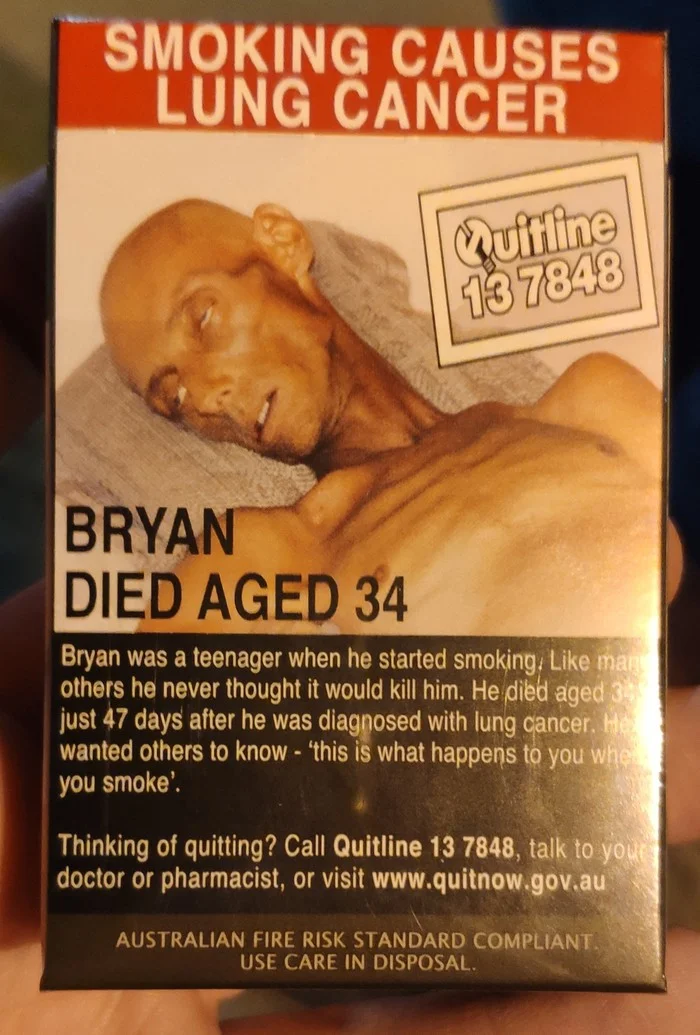 SMOKING CAUSES
LUNG CANCER
Quitline
13 7848
BRYAN
DIED AGED 34
Bryan was a teenager when he started smoking. Like many
others he never thought it would kill him. He died aged 34
just 47 days after he was diagnosed with lung cancer. He
wanted others to know - ‘this is what happens to you when
you smoke’.
Thinking of quitting? Call Quitline 13 7848, talk to your
doctor or pharmacist, or visit www.quitnow.gov.au
AUSTRALIAN FIRE RISK STANDARD COMPLIANT.
USE CARE IN DISPOSAL.